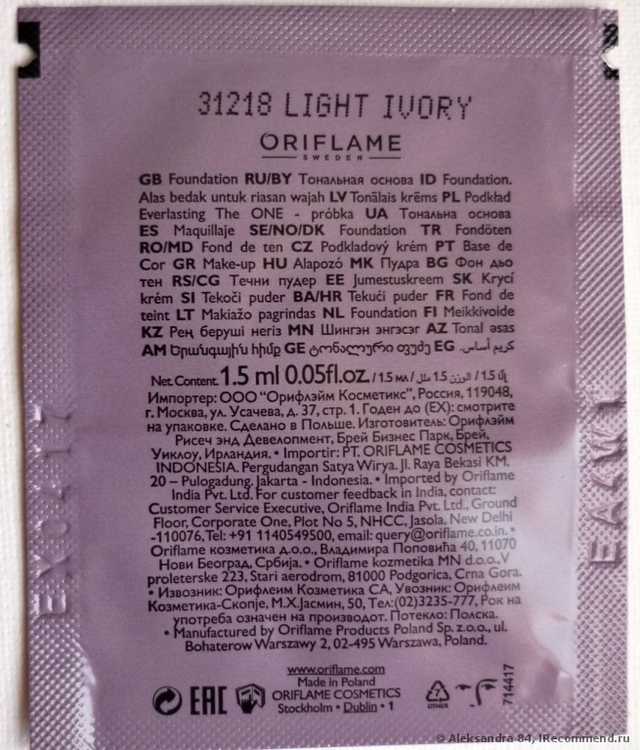 31218 LIGHT IVORY
ORIFLAME
SWEDEN
GB Foundation RU/BY Тональная основа ID Foundation.
Alas bedak untuk riasan wajah LV Tonālais krēms PL Podkład
Everlasting The ONE - próbka UA Тональна основа
ES Maquillaje SE/NO/DK Foundation TR Fondöten
RO/MD Fond de ten CZ Podkladový krém PT Base de
Cor GR Make-up HU Alapozó MK Пудра BG Фон дьо
тен RS/CG Течни пудер EE Jumestuskreem SK Krycí
krém SI Tekoči puder BA/HR Tekući puder FR Fond de
teint LT Makiažo pagrindas NL Foundation FI Meikkivoide
KZ Рең беруші негіз MN Шингэн энгэсэг AZ Tonal əsas
AM Երանգային հիմք GE ტონალური ფუძე EG كريم أساس.
Net. Content. 1.5 ml 0.05fl.oz. / 1.5 мл / الوزن 1.5 ملل / 1.5 մլ
Импортер: ООО "Орифлэйм Косметикс", Россия, 119048,
г. Москва, ул. Усачева, д. 37, стр. 1. Годен до (EX): смотрите
на упаковке. Сделано в Польше. Изготовитель: Орифлэйм
Рисеч энд Девелопмент, Брей Бизнес Парк, Брей,
Уиклоу, Ирландия. • Importir: PT. ORIFLAME COSMETICS
INDONESIA. Pergudangan Satya Wirya. Jl. Raya Bekasi KM.
20 – Pulogadung. Jakarta - Indonesia. • Imported by Oriflame
India Pvt. Ltd. For customer feedback in India, contact:
Customer Service Executive, Oriflame India Pvt. Ltd., Ground
Floor, Corporate One, Plot No 5, NHCC, Jasola, New Delhi
-110076, Tel: +91 1140549500, email: query@oriflame.co.in. •
Oriflame козметика д.о.о., Владимира Поповића 40, 11070
Нови Београд, Србија. • Oriflame kozmetika MN d.o.o., V
proleterske 223, Stari aerodrom, 81000 Podgorica, Crna Gora.
• Извозник: Орифлеим Козметика СА, Увозник: Орифлеим
Козметика-Скопје, М.Х.Јасмин, 50, Тел:(02)3235-777, Рок на
употреба означен на производот. Потекло: Полска.
• Manufactured by Oriflame Products Poland Sp. z.o.o., ul.
Bohaterow Warszawy 2, 02-495 Warszawa, Poland.
www.oriflame.com
Made in Poland
ORIFLAME COSMETICS
Stockholm • Dublin • 1
EAC
OTHER
714417
© Aleksandra 84, IRecommend.ru